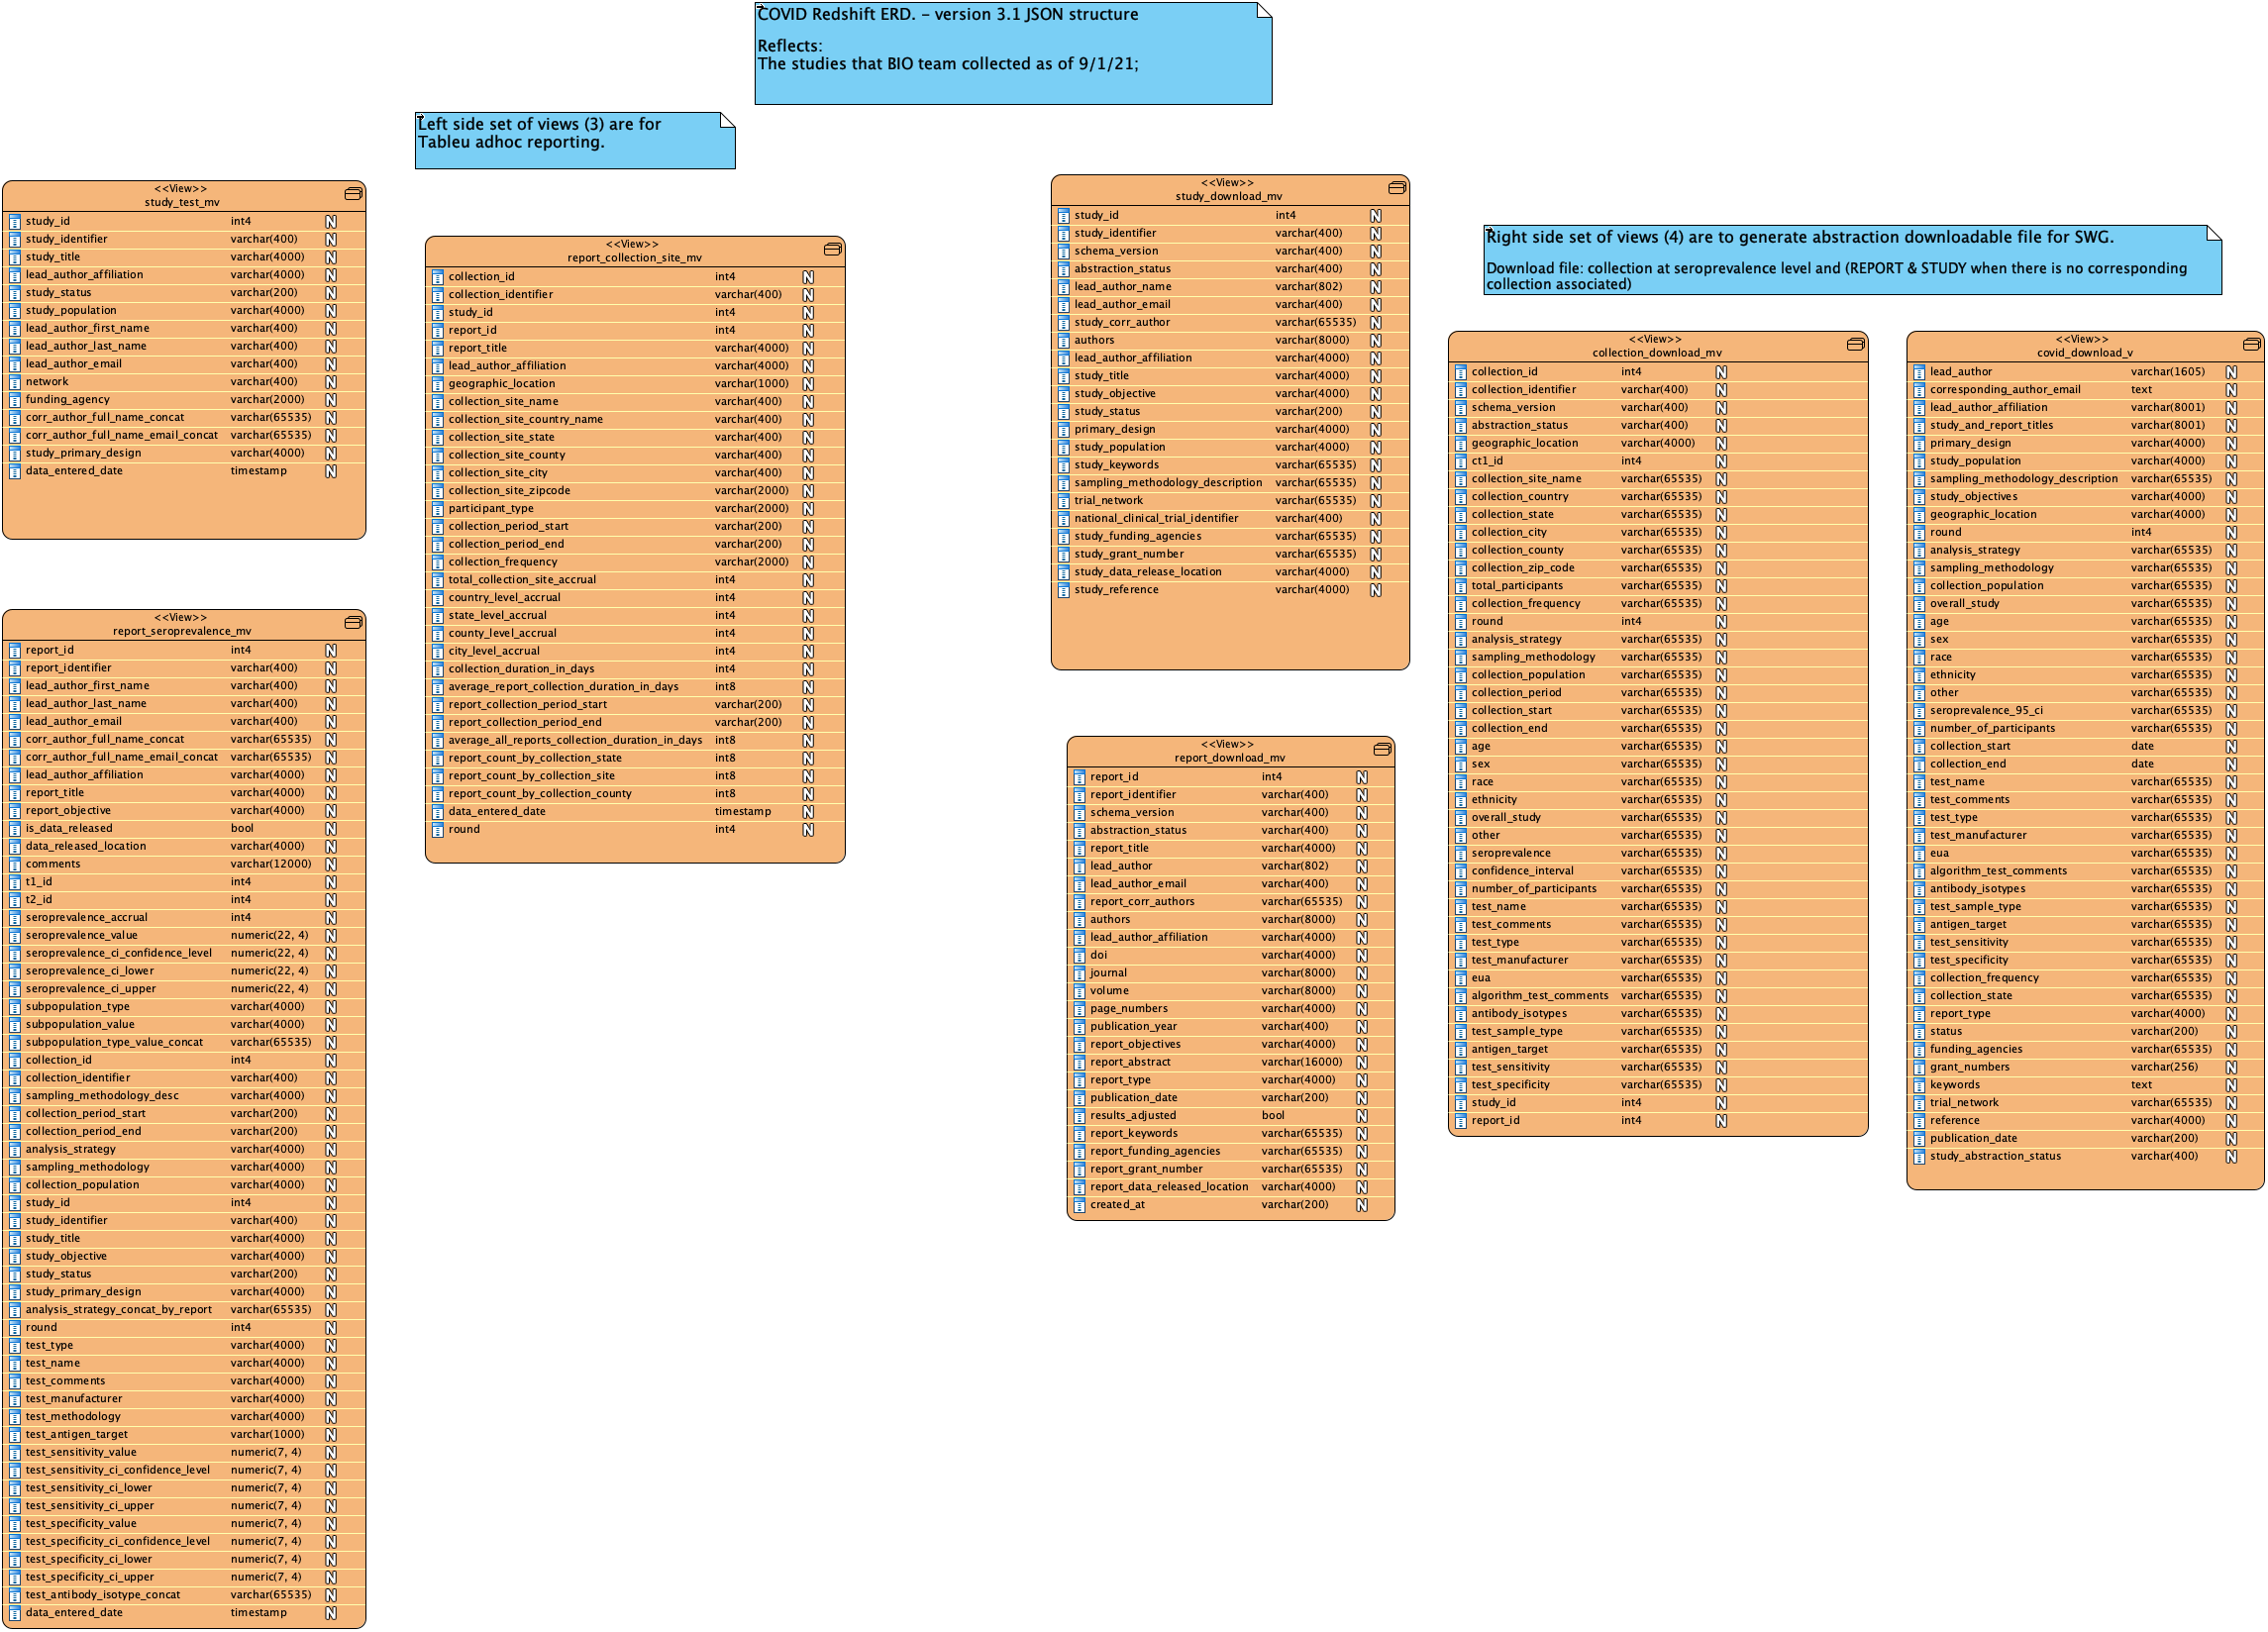 COVID Redshift ERD. - version 3.1 JSON structure
Reflects:
The studies that BIO team collected as of 9/1/21;
Left side set of views (3) are for
Tableu adhoc reporting.
<<View>>
study_test_mv
study_id int4 N
study_identifier varchar(400) N
study_title varchar(4000) N
lead_author_affiliation varchar(4000) N
study_status varchar(200) N
study_population varchar(4000) N
lead_author_first_name varchar(400) N
lead_author_last_name varchar(400) N
lead_author_email varchar(400) N
network varchar(400) N
funding_agency varchar(2000) N
corr_author_full_name_concat varchar(65535) N
corr_author_full_name_email_concat varchar(65535) N
study_primary_design varchar(4000) N
data_entered_date timestamp N
<<View>>
report_seroprevalence_mv
report_id int4 N
report_identifier varchar(400) N
lead_author_first_name varchar(400) N
lead_author_last_name varchar(400) N
lead_author_email varchar(400) N
corr_author_full_name_concat varchar(65535) N
corr_author_full_name_email_concat varchar(65535) N
lead_author_affiliation varchar(4000) N
report_title varchar(4000) N
report_objective varchar(4000) N
is_data_released bool N
data_released_location varchar(4000) N
comments varchar(12000) N
t1_id int4 N
t2_id int4 N
seroprevalence_accrual int4 N
seroprevalence_value numeric(22, 4) N
seroprevalence_ci_confidence_level numeric(22, 4) N
seroprevalence_ci_lower numeric(22, 4) N
seroprevalence_ci_upper numeric(22, 4) N
subpopulation_type varchar(4000) N
subpopulation_value varchar(4000) N
subpopulation_type_value_concat varchar(65535) N
collection_id int4 N
collection_identifier varchar(400) N
sampling_methodology_desc varchar(4000) N
collection_period_start varchar(200) N
collection_period_end varchar(200) N
analysis_strategy varchar(4000) N
sampling_methodology varchar(4000) N
collection_population varchar(4000) N
study_id int4 N
study_identifier varchar(400) N
study_title varchar(4000) N
study_objective varchar(4000) N
study_status varchar(200) N
study_primary_design varchar(4000) N
analysis_strategy_concat_by_report varchar(65535) N
round int4 N
test_type varchar(4000) N
test_name varchar(4000) N
test_comments varchar(4000) N
test_manufacturer varchar(4000) N
test_methodology varchar(4000) N
test_antigen_target varchar(1000) N
test_sensitivity_value numeric(7, 4) N
test_sensitivity_ci_confidence_level numeric(7, 4) N
test_sensitivity_ci_lower numeric(7, 4) N
test_sensitivity_ci_upper numeric(7, 4) N
test_specificity_value numeric(7, 4) N
test_specificity_ci_confidence_level numeric(7, 4) N
test_specificity_ci_lower numeric(7, 4) N
test_specificity_ci_upper numeric(7, 4) N
test_antibody_isotype_concat varchar(65535) N
data_entered_date timestamp N
<<View>>
report_collection_site_mv
collection_id int4 N
collection_identifier varchar(400) N
study_id int4 N
report_id int4 N
report_title varchar(4000) N
lead_author_affiliation varchar(4000) N
geographic_location varchar(1000) N
collection_site_name varchar(400) N
collection_site_country_name varchar(400) N
collection_site_state varchar(400) N
collection_site_county varchar(400) N
collection_site_city varchar(400) N
collection_site_zipcode varchar(2000) N
participant_type varchar(2000) N
collection_period_start varchar(200) N
collection_period_end varchar(200) N
collection_frequency varchar(2000) N
total_collection_site_accrual int4 N
country_level_accrual int4 N
state_level_accrual int4 N
county_level_accrual int4 N
city_level_accrual int4 N
collection_duration_in_days int4 N
average_report_collection_duration_in_days int8 N
report_collection_period_start varchar(200) N
report_collection_period_end varchar(200) N
average_all_reports_collection_duration_in_days int8 N
report_count_by_collection_state int8 N
report_count_by_collection_site int8 N
report_count_by_collection_county int8 N
data_entered_date timestamp N
round int4 N
<<View>>
study_download_mv
study_id int4 N
study_identifier varchar(400) N
schema_version varchar(400) N
abstraction_status varchar(400) N
lead_author_name varchar(802) N
lead_author_email varchar(400) N
study_corr_author varchar(65535) N
authors varchar(8000) N
lead_author_affiliation varchar(4000) N
study_title varchar(4000) N
study_objective varchar(4000) N
study_status varchar(200) N
primary_design varchar(4000) N
study_population varchar(4000) N
study_keywords varchar(65535) N
sampling_methodology_description varchar(65535) N
trial_network varchar(65535) N
national_clinical_trial_identifier varchar(400) N
study_funding_agencies varchar(65535) N
study_grant_number varchar(65535) N
study_data_release_location varchar(4000) N
study_reference varchar(4000) N
<<View>>
report_download_mv
report_id int4 N
report_identifier varchar(400) N
schema_version varchar(400) N
abstraction_status varchar(400) N
report_title varchar(4000) N
lead_author varchar(802) N
lead_author_email varchar(400) N
report_corr_authors varchar(65535) N
authors varchar(8000) N
lead_author_affiliation varchar(4000) N
doi varchar(4000) N
journal varchar(8000) N
volume varchar(8000) N
page_numbers varchar(4000) N
publication_year varchar(400) N
report_objectives varchar(4000) N
report_abstract varchar(16000) N
report_type varchar(4000) N
publication_date varchar(200) N
results_adjusted bool N
report_keywords varchar(65535) N
report_funding_agencies varchar(65535) N
report_grant_number varchar(65535) N
report_data_released_location varchar(4000) N
created_at varchar(200) N
Right side set of views (4) are to generate abstraction downloadable file for SWG.
Download file: collection at seroprevalence level and (REPORT & STUDY when there is no corresponding
collection associated)
<<View>>
collection_download_mv
collection_id int4 N
collection_identifier varchar(400) N
schema_version varchar(400) N
abstraction_status varchar(400) N
geographic_location varchar(4000) N
ct1_id int4 N
collection_site_name varchar(65535) N
collection_country varchar(65535) N
collection_state varchar(65535) N
collection_city varchar(65535) N
collection_county varchar(65535) N
collection_zip_code varchar(65535) N
total_participants varchar(65535) N
collection_frequency varchar(65535) N
round int4 N
analysis_strategy varchar(65535) N
sampling_methodology varchar(65535) N
collection_population varchar(65535) N
collection_period varchar(65535) N
collection_start varchar(65535) N
collection_end varchar(65535) N
age varchar(65535) N
sex varchar(65535) N
race varchar(65535) N
ethnicity varchar(65535) N
overall_study varchar(65535) N
other varchar(65535) N
seroprevalence varchar(65535) N
confidence_interval varchar(65535) N
number_of_participants varchar(65535) N
test_name varchar(65535) N
test_comments varchar(65535) N
test_type varchar(65535) N
test_manufacturer varchar(65535) N
eua varchar(65535) N
algorithm_test_comments varchar(65535) N
antibody_isotypes varchar(65535) N
test_sample_type varchar(65535) N
antigen_target varchar(65535) N
test_sensitivity varchar(65535) N
test_specificity varchar(65535) N
study_id int4 N
report_id int4 N
<<View>>
covid_download_v
lead_author varchar(1605) N
corresponding_author_email text N
lead_author_affiliation varchar(8001) N
study_and_report_titles varchar(8001) N
primary_design varchar(4000) N
study_population varchar(4000) N
sampling_methodology_description varchar(65535) N
study_objectives varchar(4000) N
geographic_location varchar(4000) N
round int4 N
analysis_strategy varchar(65535) N
sampling_methodology varchar(65535) N
collection_population varchar(65535) N
overall_study varchar(65535) N
age varchar(65535) N
sex varchar(65535) N
race varchar(65535) N
ethnicity varchar(65535) N
other varchar(65535) N
seroprevalence_95_ci varchar(65535) N
number_of_participants varchar(65535) N
collection_start date N
collection_end date N
test_name varchar(65535) N
test_comments varchar(65535) N
test_type varchar(65535) N
test_manufacturer varchar(65535) N
eua varchar(65535) N
algorithm_test_comments varchar(65535) N
antibody_isotypes varchar(65535) N
test_sample_type varchar(65535) N
antigen_target varchar(65535) N
test_sensitivity varchar(65535) N
test_specificity varchar(65535) N
collection_frequency varchar(65535) N
collection_state varchar(65535) N
report_type varchar(4000) N
status varchar(200) N
funding_agencies varchar(65535) N
grant_numbers varchar(256) N
keywords text N
trial_network varchar(65535) N
reference varchar(4000) N
publication_date varchar(200) N
study_abstraction_status varchar(400) N